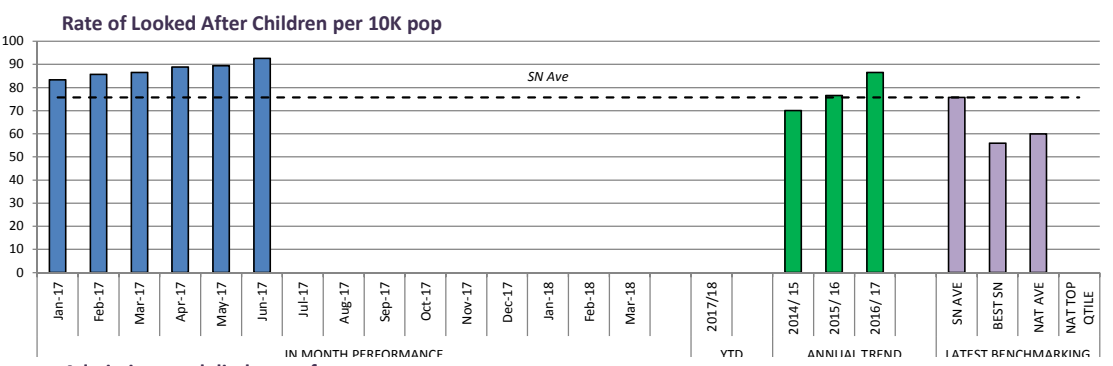 Rate of Looked After Children per 10K pop
100
90
80
70
60
50
40
30
20
10
0
SN Ave
Jan-17
Feb-17
Mar-17
Apr-17
May-17
Jun-17
Jul-17
Aug-17
Sep-17
Oct-17
Nov-17
Dec-17
Jan-18
Feb-18
Mar-18
2017/18
2014/ 15
2015/ 16
2016/ 17
SN AVE
BEST SN
NAT AVE
NAT TOP
QTILE
IN MONTH PERFORMANCE
YTD
ANNUAL TREND
LATEST BENCHMARKING